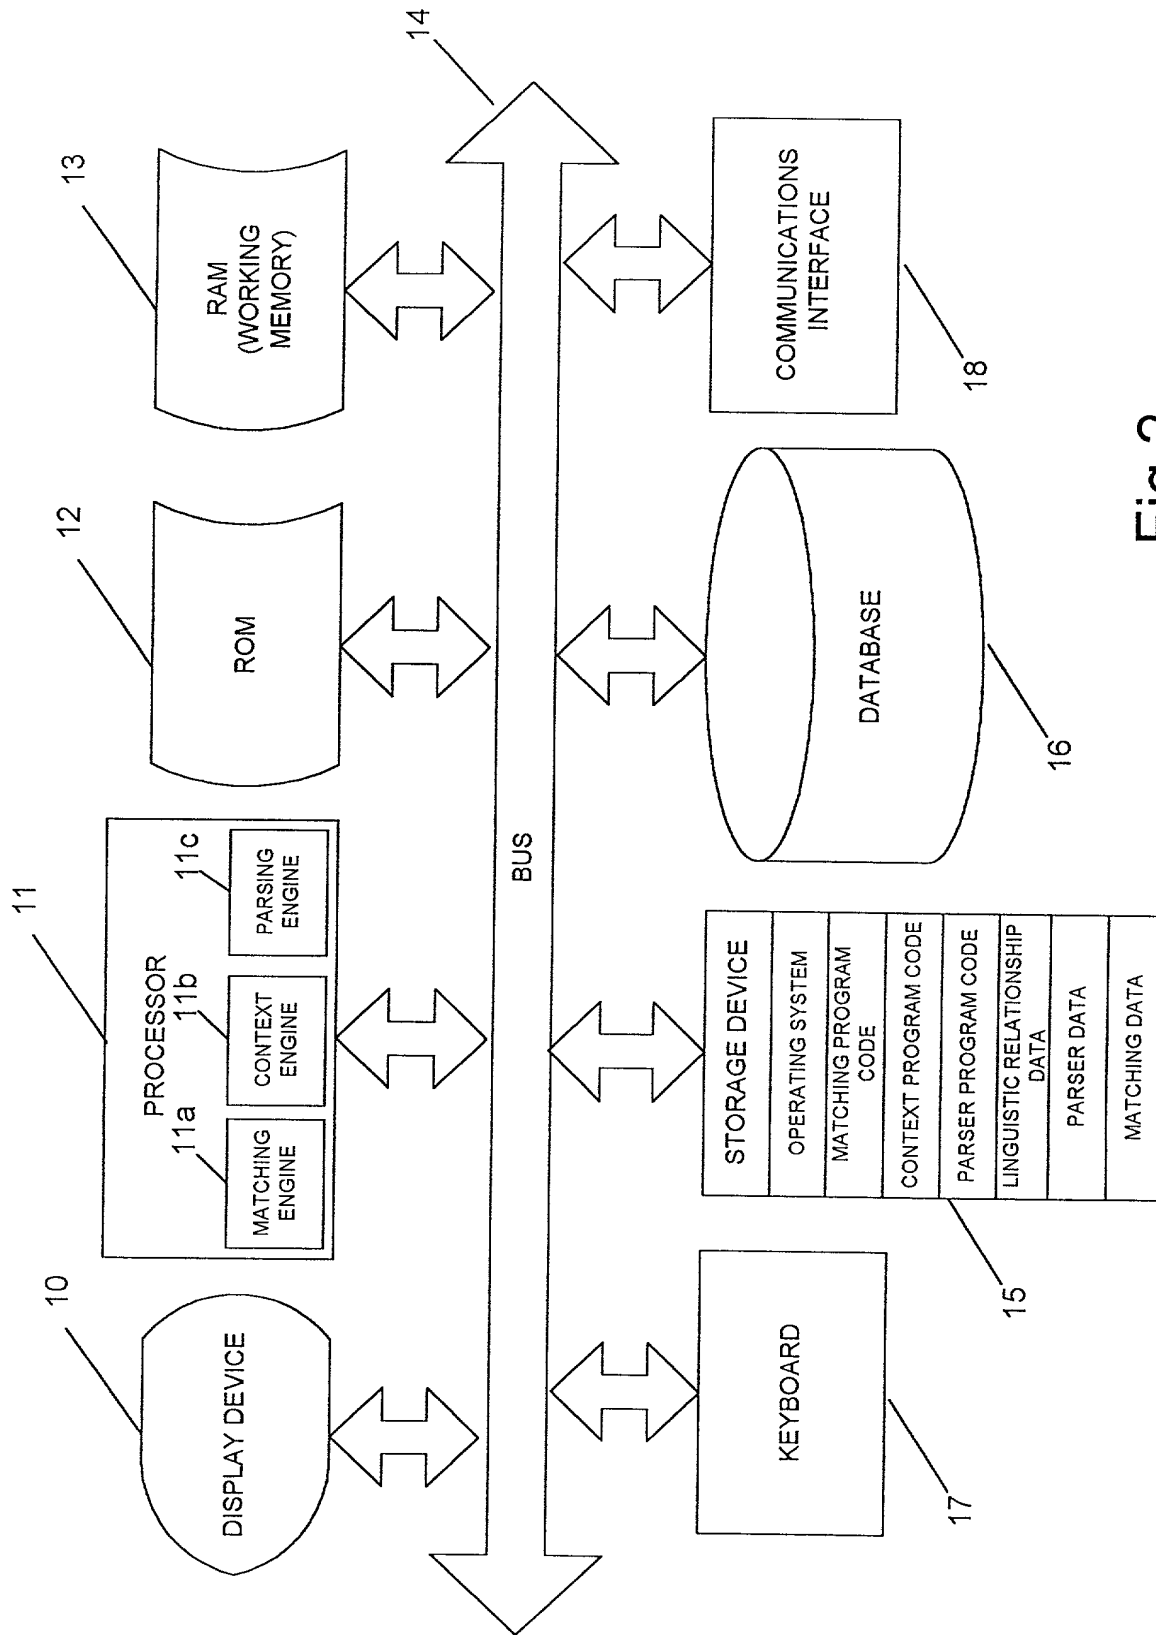 10
DISPLAY DEVICE
11
PROCESSOR
11a
MATCHING
ENGINE
11b
CONTEXT
ENGINE
11c
PARSING
ENGINE
12
ROM
13
RAM
(WORKING
MEMORY)
14
BUS
KEYBOARD
17
STORAGE DEVICE
OPERATING SYSTEM
MATCHING PROGRAM
CODE
CONTEXT PROGRAM CODE
PARSER PROGRAM CODE
LINGUISTIC RELATIONSHIP
DATA
PARSER DATA
MATCHING DATA
15
DATABASE
16
COMMUNICATIONS
INTERFACE
18
Fig 2